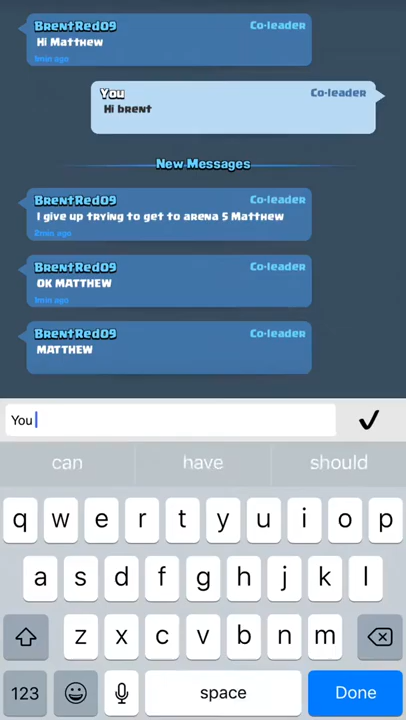 BrentRed09 Co-leader
Hi Matthew
1min ago
You Co-leader
Hi brent
New Messages
BrentRed09 Co-leader
I give up trying to get to arena 5 Matthew
2min ago
BrentRed09 Co-leader
OK MATTHEW
1min ago
BrentRed09 Co-leader
MATTHEW
You
can have should
q w e r t y u i o p
a s d f g h j k l
z x c v b n m
123 space Done